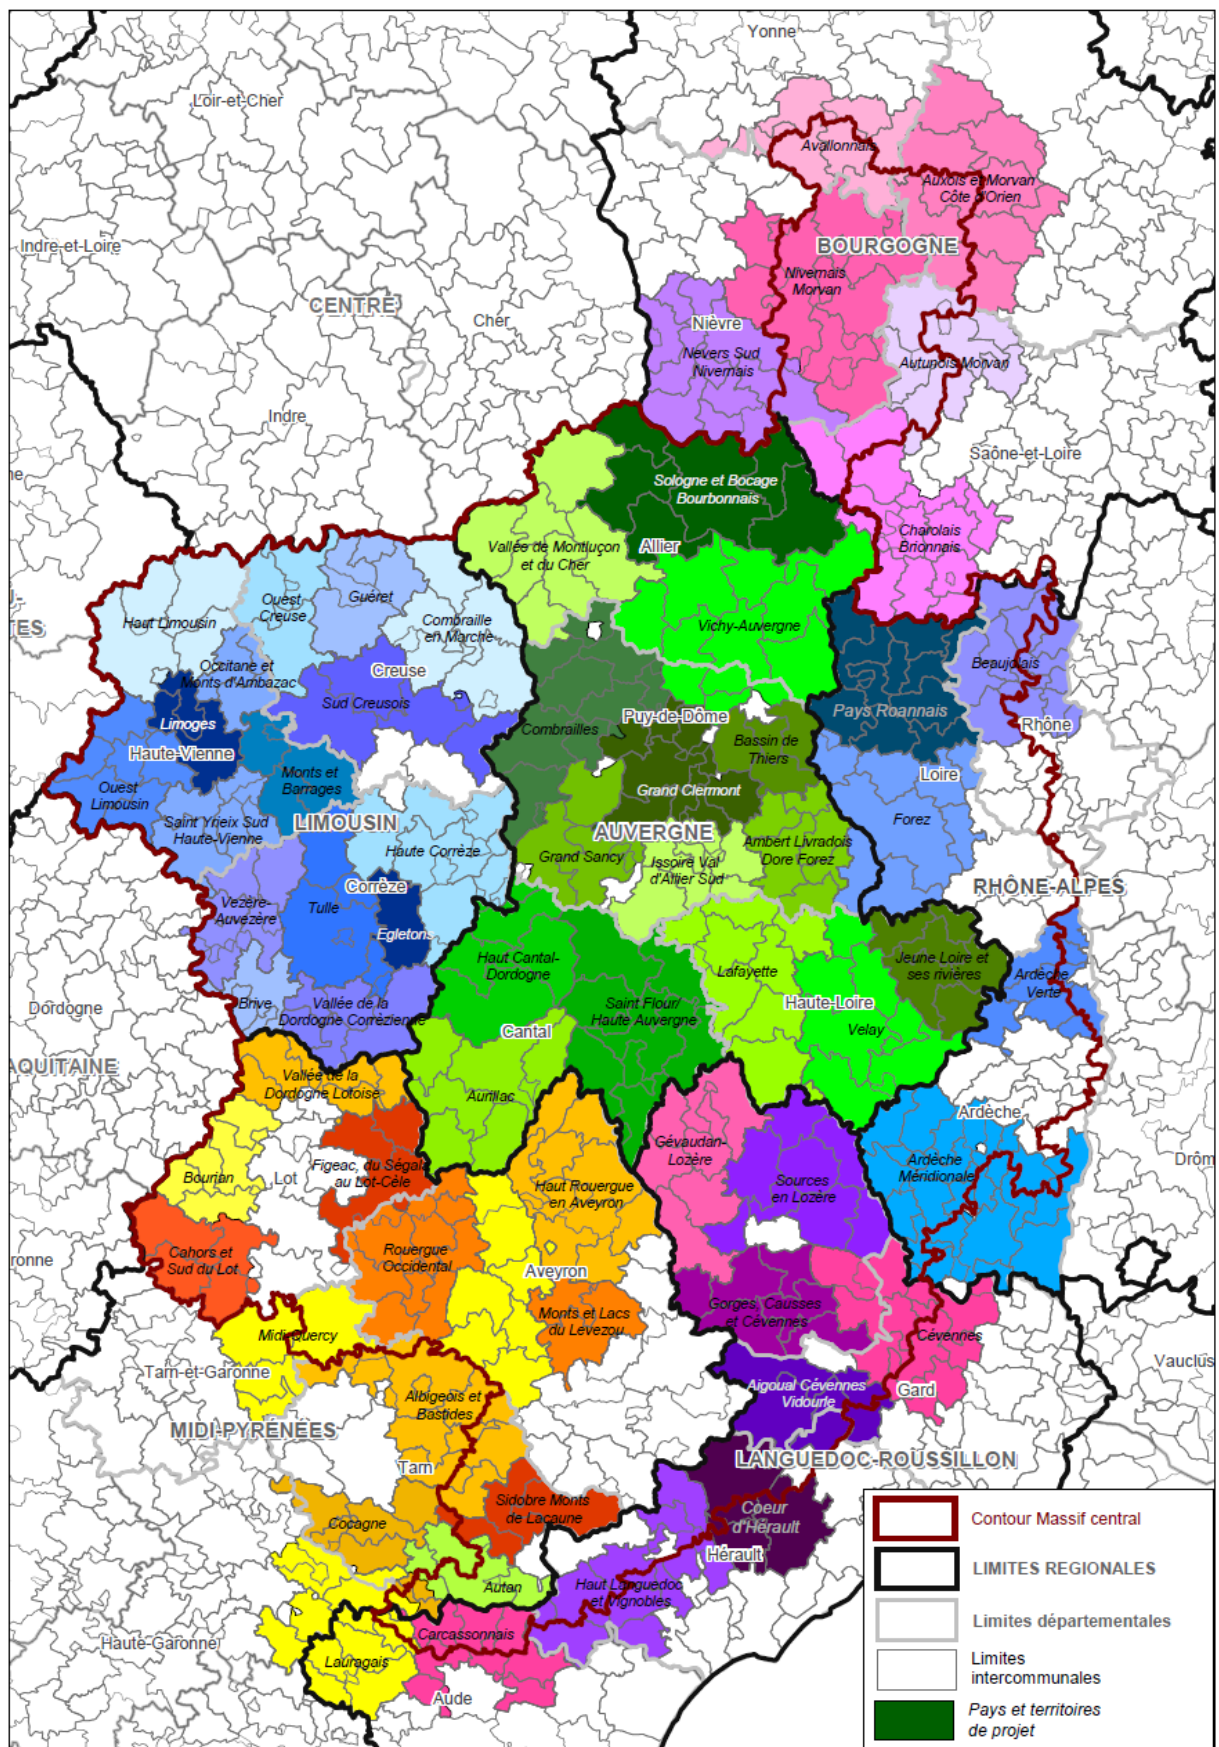 Yonne
Loir-et-Cher
Avallonnais
Auxois et Morvan
Côte d'Orien
Indre-et-Loire
BOURGOGNE
Nivernais
Morvan
CENTRE
Cher
Nièvre
Nevers Sud
Nivernais
Autunois Morvan
Indre
Saône-et-Loire
Sologne et Bocage
Bourbonnais
Charolais
Brionnais
Vallée de Montluçon
et du Cher
Allier
Guéret
Ouest
Creuse
Haut Limousin
Combraille
en Marche
Vichy-Auvergne
TES
Occitane et
Monts d'Ambazac
Creuse
Beaujolais
Sud Creusois
Limoges
Puy-de-Dôme
Pays Roannais
Combrailles
Rhône
Haute-Vienne
Bassin de
Thiers
Monts et
Barrages
Loire
Ouest
Limousin
Grand Clermont
Saint Yrieix Sud
Haute-Vienne
LIMOUSIN
AUVERGNE
Forez
Ambert Livradois
Dore Forez
Haute Corrèze
Grand Sancy
Issoire Val
d'Allier Sud
Corrèze
RHÔNE-ALPES
Vezère-
Auvezère
Tulle
Egletons
Haut Cantal-
Dordogne
Lafayette
Jeune Loire et
ses rivières
Ardèche
Verte
Dordogne
Brive
Vallée de la
Dordogne Corrèzienne
Saint Flour/
Haute Auvergne
Haute-Loire
Cantal
Velay
AQUITAINE
Vallée de la
Dordogne Lotoise
Aurillac
Ardèche
Gévaudan-
Lozère
Bourian
Lot
Figeac, du Ségala
au Lot-Cèle
Ardèche
Méridionale
Drôm
Haut Rouergue
en Aveyron
Sources
en Lozère
Cahors et
Sud du Lot
Rouergue
Occidental
ronne
Aveyron
Gorges, Causses
et Cévennes
Monts et Lacs
du Lévezou
Midi-Quercy
Cévennes
Tarn-et-Garonne
Vauclus
Aigoual Cévennes
Vidourle
Gard
Albigeois et
Bastides
MIDI-PYRÉNÉES
LANGUEDOC-ROUSSILLON
Tarn
Sidobre Monts
de Lacaune
Coeur
d'Hérault
Cocagne
Contour Massif central
Hérault
LIMITES REGIONALES
Autan
Haut Languedoc
et Vignobles
Limites départementales
Carcassonnais
Haute-Garonne
Lauragais
Limites
intercommunales
Aude
Pays et territoires
de projet